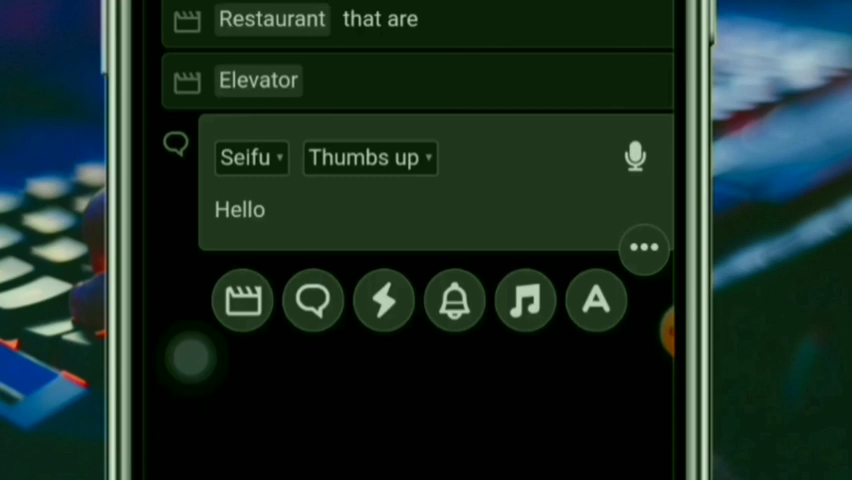 Restaurant that are
Elevator
Seifu Thumbs up
Hello
A